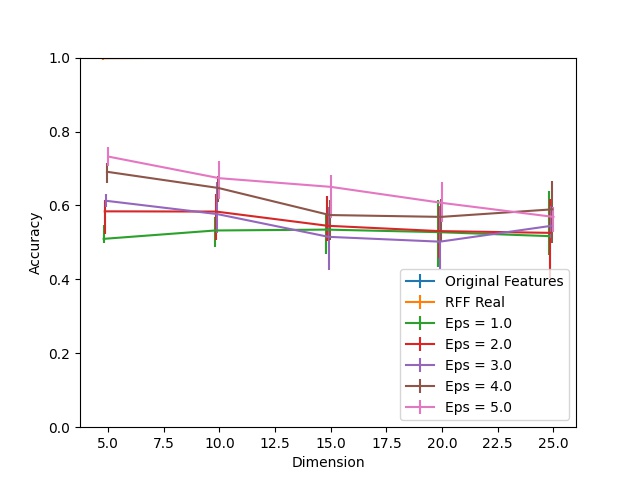 1.0
0.8
0.6
0.4
0.2
0.0
Accuracy
Original Features
RFF Real
Eps = 1.0
Eps = 2.0
Eps = 3.0
Eps = 4.0
Eps = 5.0
5.0 7.5 10.0 12.5 15.0 17.5 20.0 22.5 25.0
Dimension